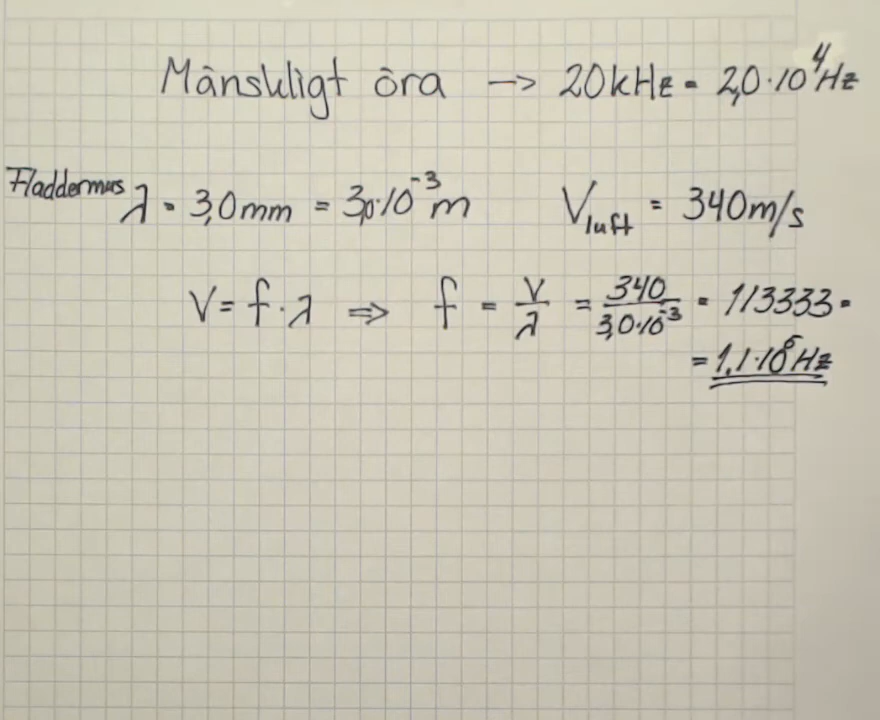 Mänskligt öra → 20kHz = 2,0·10⁴Hz
Fladdermus λ = 3,0mm = 3,0·10⁻³m V_luft = 340m/s
V = f·λ ⇒ f = V/λ = 340/3,0·10⁻³ = 113333 =
= 1,1·10⁵Hz